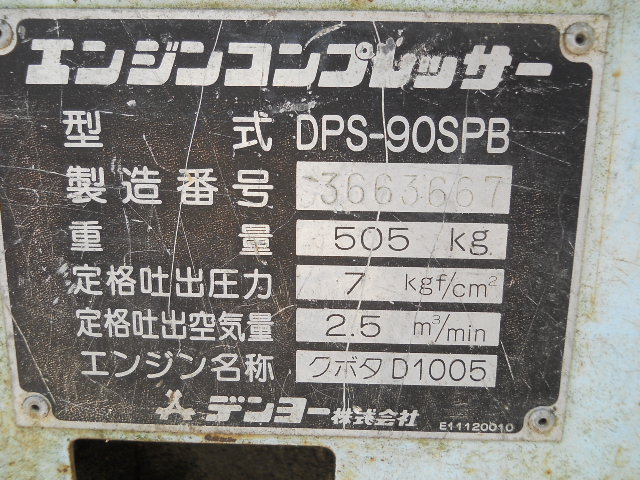 エンジンコンプレッサー
型式 DPS-90SPB
製造番号 3663667
重量 505 kg
定格吐出圧力 7 kgf/cm²
定格吐出空気量 2.5 m³/min
エンジン名称 クボタ D1005
デンヨー株式会社
E11120010